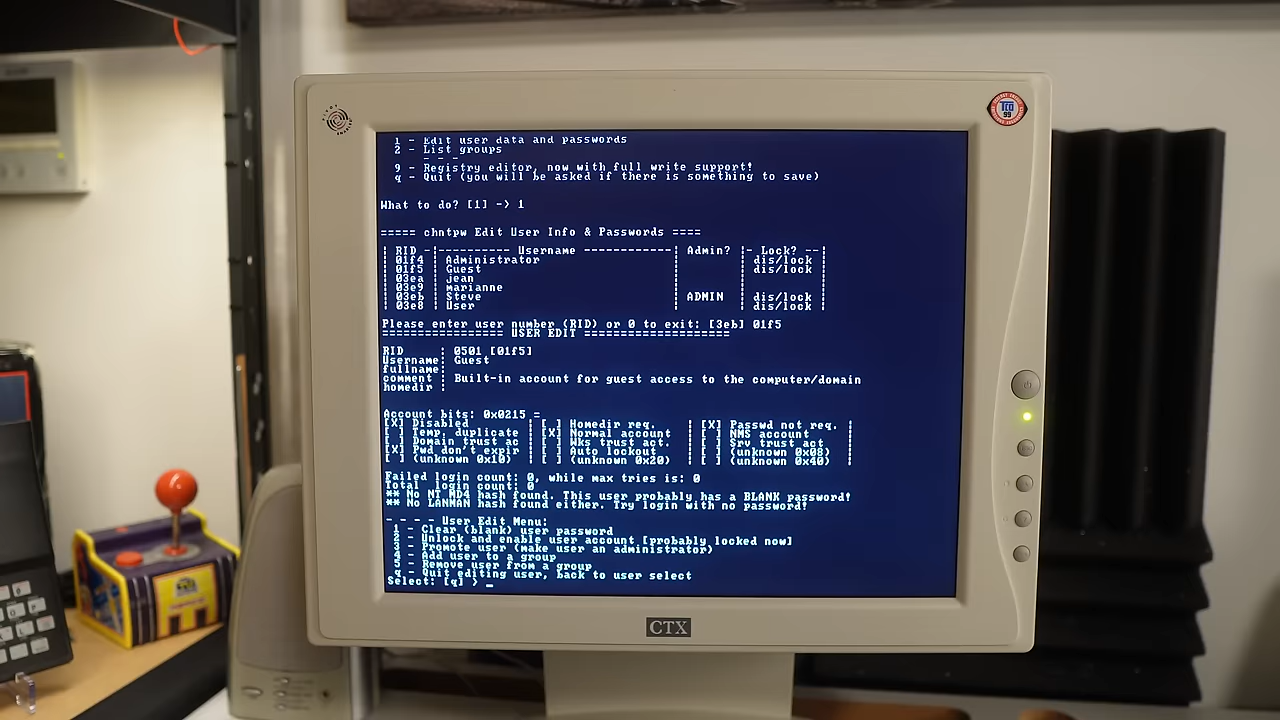 1 - Edit user data and passwords
2 - List groups
- - -
9 - Registry editor, now with full write support!
q - Quit (you will be asked if there is something to save)
What to do? [1] -> 1
===== chntpw Edit User Info & Passwords ====
| RID -|---------- Username ------------| Admin? |- Lock? --|
| 01f4 | Administrator | | dis/lock |
| 01f5 | Guest | | dis/lock |
| 03ea | jean | | |
| 03e9 | marianne | | |
| 03eb | Steve | ADMIN | dis/lock |
| 03e8 | User | | dis/lock |
Please enter user number (RID) or 0 to exit: [3eb] 01f5
================= USER EDIT ====================
RID : 0501 [01f5]
Username: Guest
fullname:
comment : Built-in account for guest access to the computer/domain
homedir :
Account bits: 0x0215 =
[X] Disabled | [ ] Homedir req. | [X] Passwd not req. |
[ ] Temp. duplicate | [X] Normal account | [ ] NMS account |
[ ] Domain trust ac | [ ] Wks trust act. | [ ] Srv trust act |
[X] Pwd don't expir | [ ] Auto lockout | [ ] (unknown 0x08) |
[ ] (unknown 0x10) | [ ] (unknown 0x20) | [ ] (unknown 0x40) |
Failed login count: 0, while max tries is: 0
Total login count: 0
** No NT MD4 hash found. This user probably has a BLANK password!
** No LANMAN hash found either. Try login with no password!
- - - - User Edit Menu:
1 - Clear (blank) user password
2 - Unlock and enable user account [probably locked now]
3 - Promote user (make user an administrator)
4 - Add user to a group
5 - Remove user from a group
q - Quit editing user, back to user select
Select: [q] > _
TCO
99
CTX